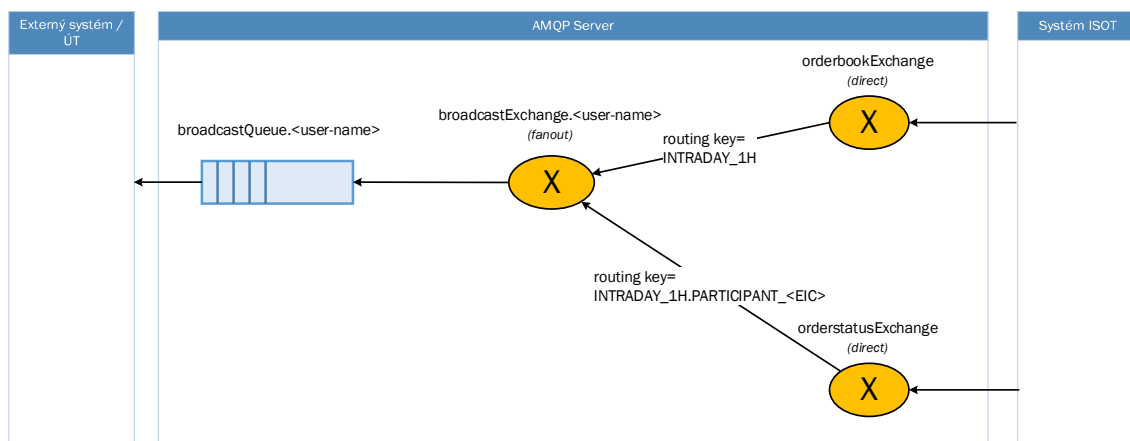 Externý systém /
ÚT
AMQP Server
Systém ISOT
orderbookExchange
(direct)
X
broadcastExchange.<user-name>
(fanout)
X
broadcastQueue.<user-name>
routing key=
INTRADAY_1H
routing key=
INTRADAY_1H.PARTICIPANT_<EIC>
orderstatusExchange
(direct)
X